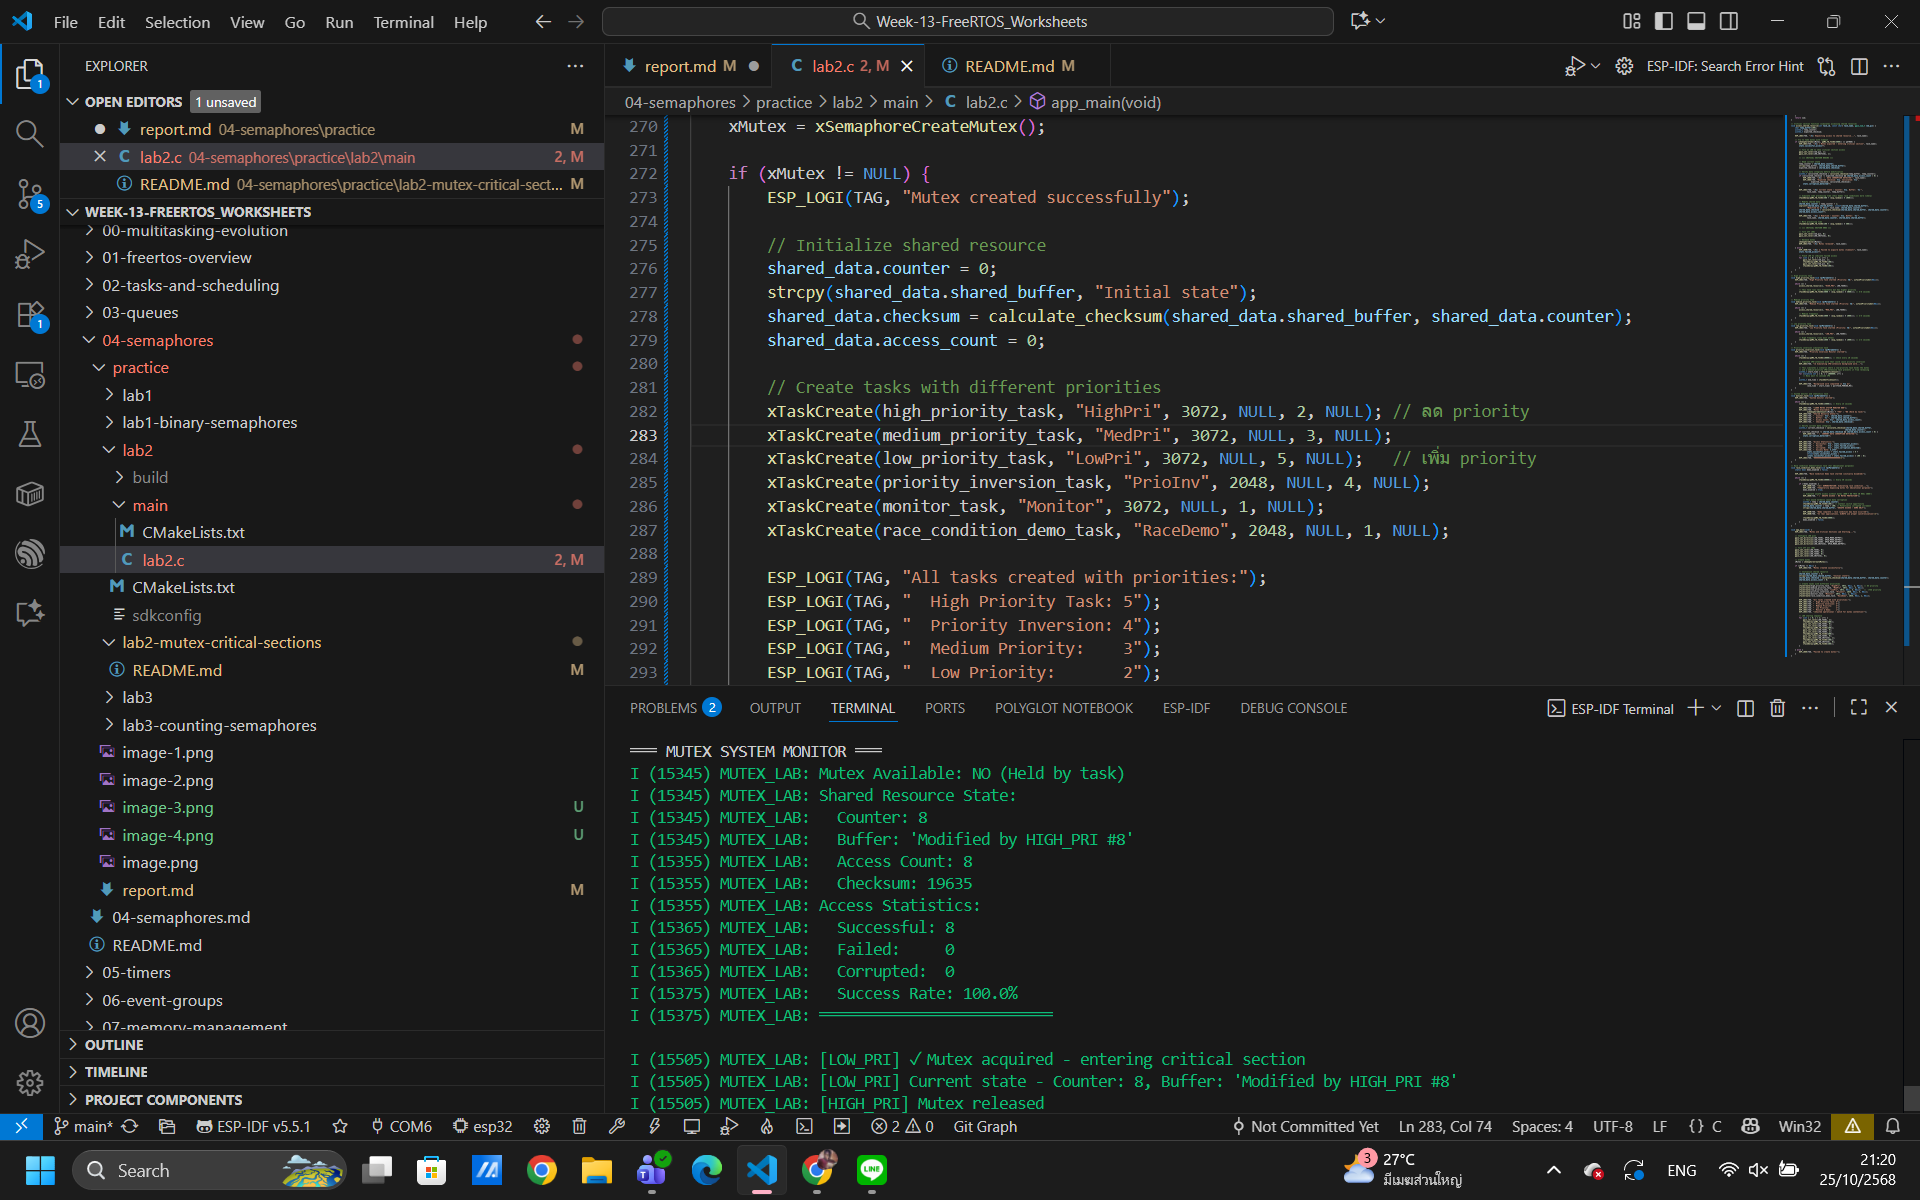 File Edit Selection View Go Run Terminal Help
Week-13-FreeRTOS_Worksheets
EXPLORER
OPEN EDITORS 1 unsaved
report.md 04-semaphores\practice M
lab2.c 04-semaphores\practice\lab2\main 2, M
README.md 04-semaphores\practice\lab2-mutex-critical-sect... M
WEEK-13-FREERTOS_WORKSHEETS
00-multitasking-evolution
01-freertos-overview
02-tasks-and-scheduling
03-queues
04-semaphores
practice
lab1
lab1-binary-semaphores
lab2
build
main
CMakeLists.txt
lab2.c 2, M
CMakeLists.txt
sdkconfig
lab2-mutex-critical-sections
README.md M
lab3
lab3-counting-semaphores
image-1.png
image-2.png
image-3.png U
image-4.png U
image.png
report.md M
04-semaphores.md
README.md
05-timers
06-event-groups
07-memory-management
OUTLINE
TIMELINE
PROJECT COMPONENTS
report.md M
lab2.c 2, M
README.md M
ESP-IDF: Search Error Hint
04-semaphores > practice > lab2 > main > C lab2.c > app_main(void)
270 xMutex = xSemaphoreCreateMutex();
271
272 if (xMutex != NULL) {
273 ESP_LOGI(TAG, "Mutex created successfully");
274
275 // Initialize shared resource
276 shared_data.counter = 0;
277 strcpy(shared_data.shared_buffer, "Initial state");
278 shared_data.checksum = calculate_checksum(shared_data.shared_buffer, shared_data.counter);
279 shared_data.access_count = 0;
280
281 // Create tasks with different priorities
282 xTaskCreate(high_priority_task, "HighPri", 3072, NULL, 2, NULL); // ลด priority
283 xTaskCreate(medium_priority_task, "MedPri", 3072, NULL, 3, NULL);
284 xTaskCreate(low_priority_task, "LowPri", 3072, NULL, 5, NULL); // เพิ่ม priority
285 xTaskCreate(priority_inversion_task, "PrioInv", 2048, NULL, 4, NULL);
286 xTaskCreate(monitor_task, "Monitor", 3072, NULL, 1, NULL);
287 xTaskCreate(race_condition_demo_task, "RaceDemo", 2048, NULL, 1, NULL);
288
289 ESP_LOGI(TAG, "All tasks created with priorities:");
290 ESP_LOGI(TAG, "  High Priority Task: 5");
291 ESP_LOGI(TAG, "  Priority Inversion: 4");
292 ESP_LOGI(TAG, "  Medium Priority:    3");
293 ESP_LOGI(TAG, "  Low Priority:       2");
PROBLEMS 2 OUTPUT TERMINAL PORTS POLYGLOT NOTEBOOK ESP-IDF DEBUG CONSOLE
ESP-IDF Terminal
═══ MUTEX SYSTEM MONITOR ═══
I (15345) MUTEX_LAB: Mutex Available: NO (Held by task)
I (15345) MUTEX_LAB: Shared Resource State:
I (15345) MUTEX_LAB:   Counter: 8
I (15345) MUTEX_LAB:   Buffer: 'Modified by HIGH_PRI #8'
I (15355) MUTEX_LAB:   Access Count: 8
I (15355) MUTEX_LAB:   Checksum: 19635
I (15355) MUTEX_LAB: Access Statistics:
I (15365) MUTEX_LAB:   Successful: 8
I (15365) MUTEX_LAB:   Failed:     0
I (15365) MUTEX_LAB:   Corrupted:  0
I (15375) MUTEX_LAB:   Success Rate: 100.0%
I (15375) MUTEX_LAB: ══════════════════════════
I (15505) MUTEX_LAB: [LOW_PRI] ✓ Mutex acquired - entering critical section
I (15505) MUTEX_LAB: [LOW_PRI] Current state - Counter: 8, Buffer: 'Modified by HIGH_PRI #8'
I (15505) MUTEX_LAB: [HIGH_PRI] Mutex released
main* ESP-IDF v5.5.1 COM6 esp32 2 0 Git Graph
Not Committed Yet Ln 283, Col 74 Spaces: 4 UTF-8 LF {} C Win32
Search
3 27°C
มีเมฆส่วนใหญ่
ENG
21:20
25/10/2568